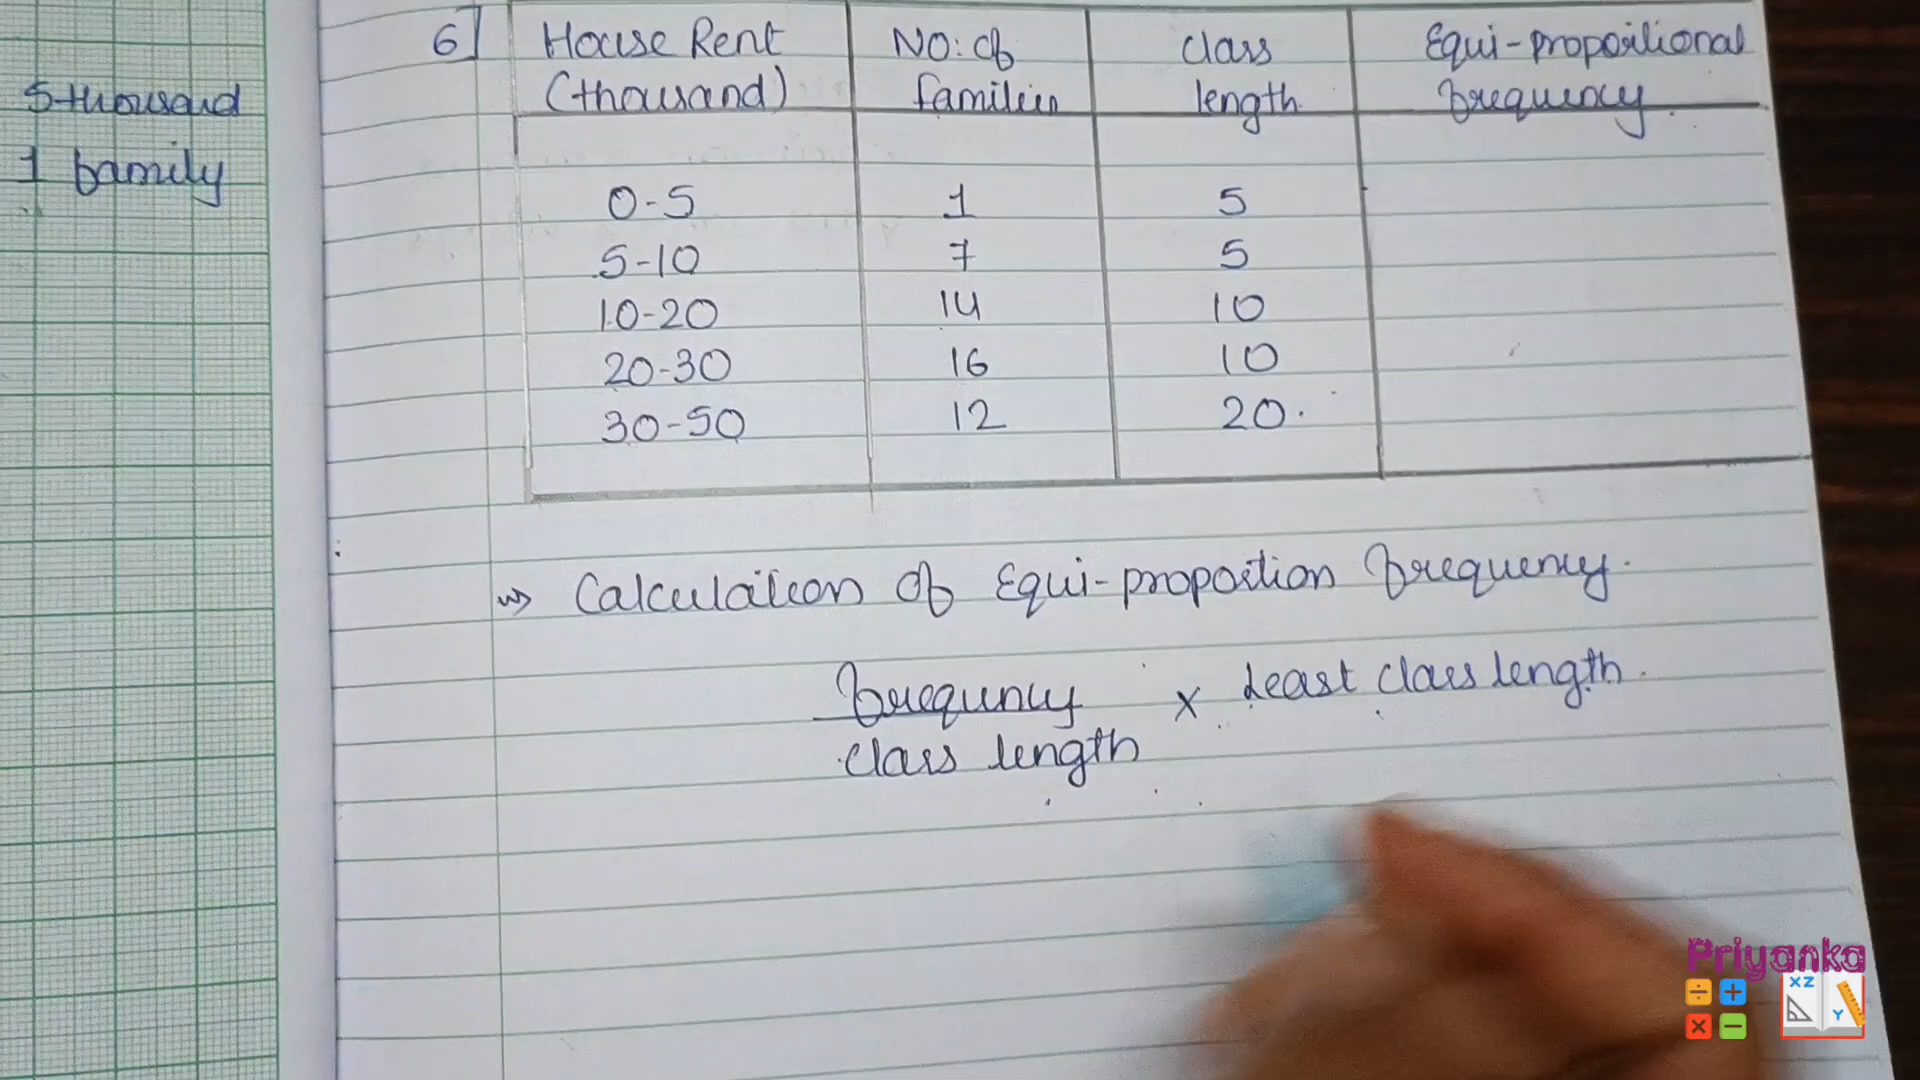 5 thousand
1 family
6] House Rent (thousand) No: of families class length Equi-proportional frequency
0-5 1 5
5-10 7 5
10-20 14 10
20-30 16 10
30-50 12 20.
Calculation of Equi-proportion frequency.
frequncy × Least class length.
class length
Priyanka
÷ + XZ
× − Y